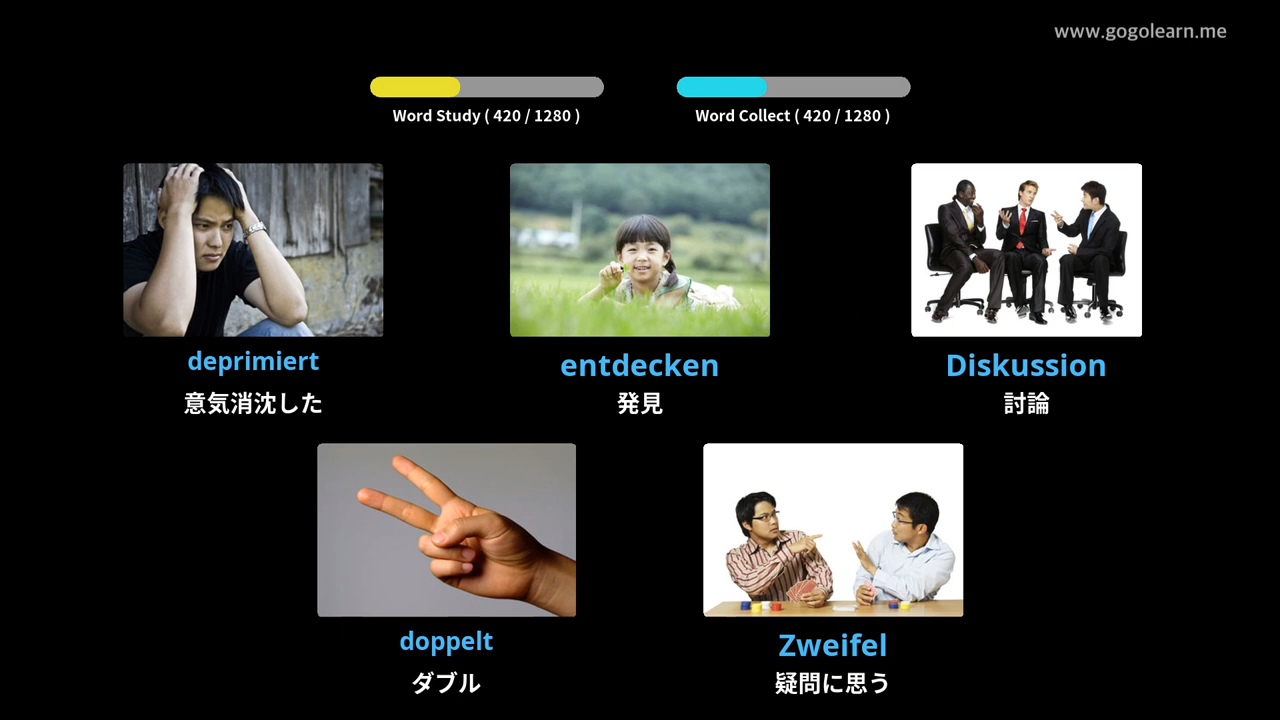 www.gogolearn.me
Word Study ( 420 / 1280 )
Word Collect ( 420 / 1280 )
deprimiert
意気消沈した
entdecken
発見
Diskussion
討論
doppelt
ダブル
Zweifel
疑問に思う